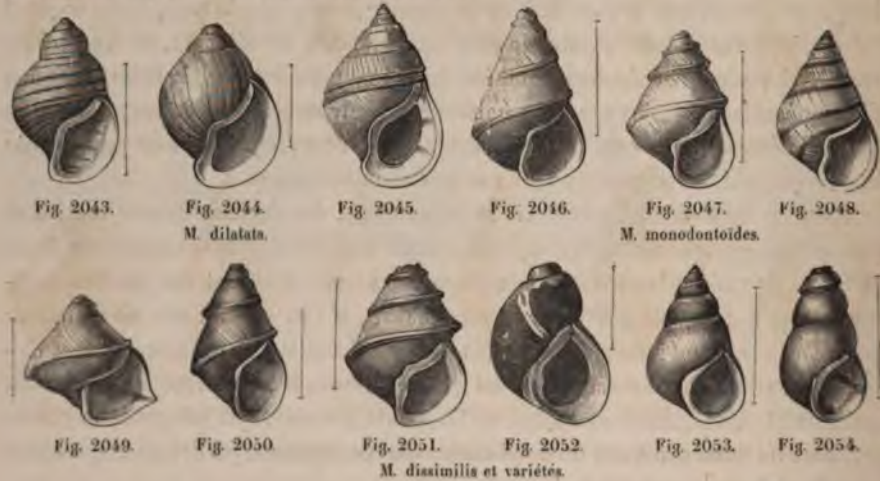 Fig. 2043. Fig. 2044. Fig. 2045. Fig. 2046. Fig. 2047. Fig. 2048.
M. dilatata. M. monodontoïdes.
Fig. 2049. Fig. 2050. Fig. 2051. Fig. 2052. Fig. 2053. Fig. 2054.
M. dissimilis et variétés.